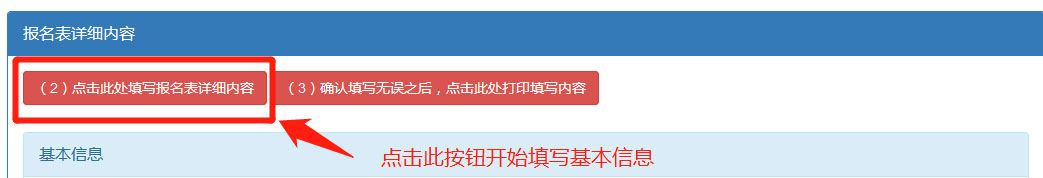 报名表详细内容
（2）点击此处填写报名表详细内容
（3）确认填写无误之后，点击此处打印填写内容
基本信息
点击此按钮开始填写基本信息